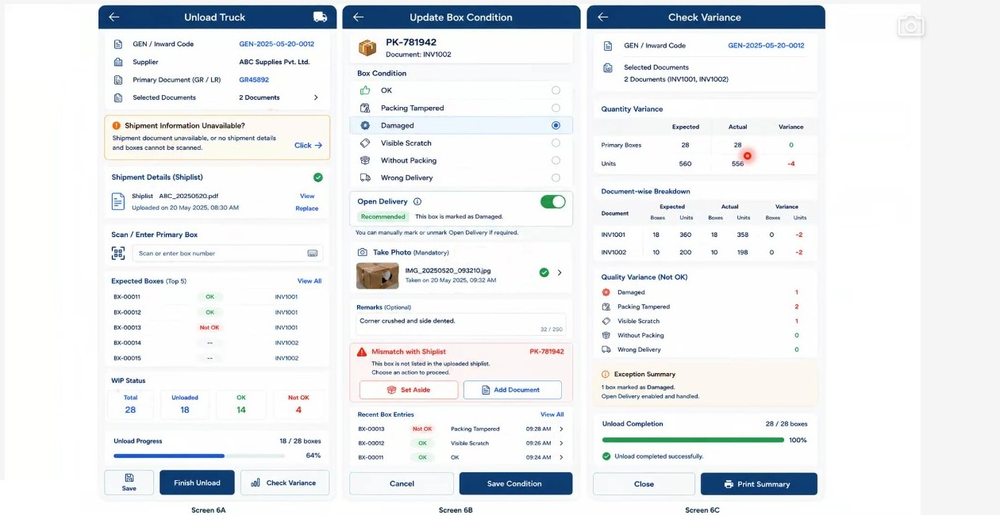 Unload Truck
GEN / Inward Code GEN-2025-05-20-0012
Supplier ABC Supplies Pvt. Ltd.
Primary Document (GR / LR) GR45892
Selected Documents 2 Documents
Shipment Information Unavailable?
Shipment document unavailable, or no shipment details
and boxes cannot be scanned.
Click
Shipment Details (Shiplist)
Shiplist ABC_20250520.pdf View
Uploaded on 20 May 2025, 08:30 AM Replace
Scan / Enter Primary Box
Scan or enter box number
Expected Boxes (Top 5) View All
BX-00011 OK INV1001
BX-00012 OK INV1001
BX-00013 Not OK INV1001
BX-00014 -- INV1002
BX-00015 -- INV1002
WIP Status
Total Unloaded OK Not OK
28 18 14 4
Unload Progress 18 / 28 boxes
64%
Save
Finish Unload
Check Variance
Screen 6A
Update Box Condition
PK-781942
Document: INV1002
Box Condition
OK
Packing Tampered
Damaged
Visible Scratch
Without Packing
Wrong Delivery
Open Delivery
Recommended This box is marked as Damaged.
You can manually mark or unmark Open Delivery if required.
Take Photo (Mandatory)
IMG_20250520_093210.jpg
Taken on 20 May 2025, 09:32 AM
Remarks (Optional)
Corner crushed and side dented.
32 / 250
Mismatch with Shiplist PK-781942
This box is not listed in the uploaded shiplist.
Choose an action to proceed.
Set Aside
Add Document
Recent Box Entries View All
BX-00013 Not OK Packing Tampered 09:28 AM
BX-00012 OK Visible Scratch 09:26 AM
BX-00011 OK OK 09:24 AM
Cancel
Save Condition
Screen 6B
Check Variance
GEN / Inward Code GEN-2025-05-20-0012
Selected Documents
2 Documents (INV1001, INV1002)
Quantity Variance
Expected Actual Variance
Primary Boxes 28 28 0
Units 560 556 -4
Document-wise Breakdown
Document Expected Actual Variance
Boxes Units Boxes Units Boxes Units
INV1001 18 360 18 358 0 -2
INV1002 10 200 10 198 0 -2
Quality Variance (Not OK)
Damaged 1
Packing Tampered 2
Visible Scratch 1
Without Packing 0
Wrong Delivery 0
Exception Summary
1 box marked as Damaged.
Open Delivery enabled and handled.
Unload Completion 28 / 28 boxes
100%
Unload completed successfully.
Close
Print Summary
Screen 6C